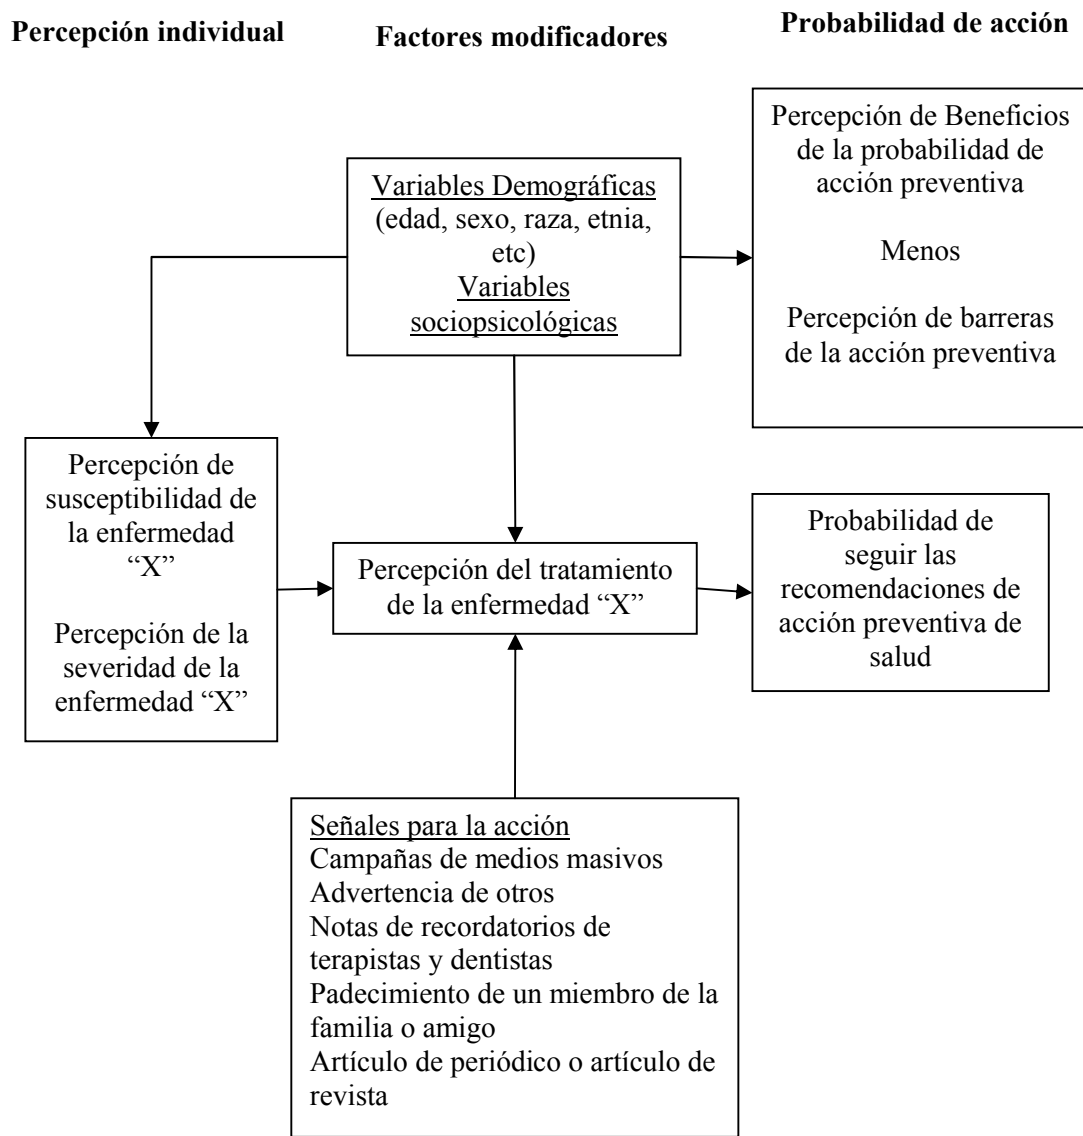 Percepción individual
Factores modificadores
Probabilidad de acción
Variables Demográficas
(edad, sexo, raza, etnia,
etc)
Variables
sociopsicológicas
Percepción de Beneficios
de la probabilidad de
acción preventiva
Menos
Percepción de barreras
de la acción preventiva
Percepción de
susceptibilidad de
la enfermedad
“X”
Percepción de la
severidad de la
enfermedad “X”
Percepción del tratamiento
de la enfermedad “X”
Probabilidad de
seguir las
recomendaciones de
acción preventiva de
salud
Señales para la acción
Campañas de medios masivos
Advertencia de otros
Notas de recordatorios de
terapistas y dentistas
Padecimiento de un miembro de la
familia o amigo
Artículo de periódico o artículo de
revista